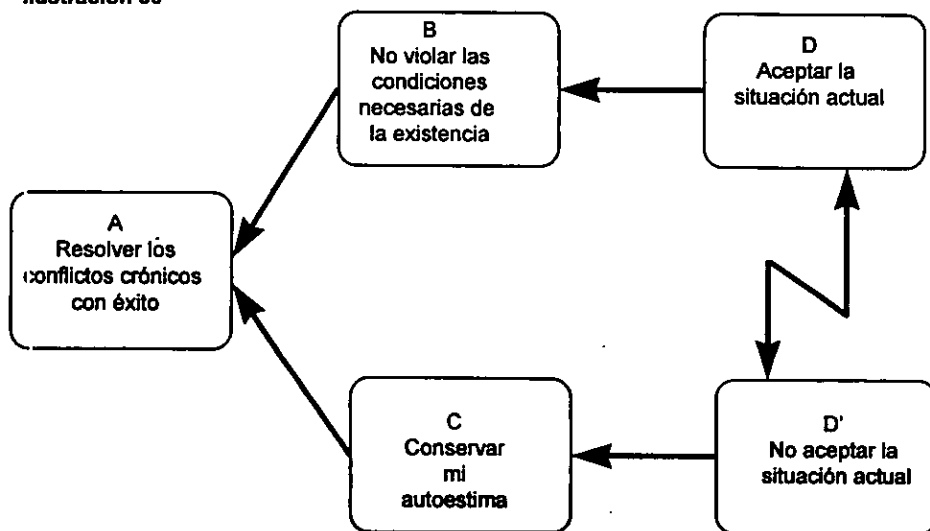 B
No violar las
condiciones
necesarias de
la existencia
D
Aceptar la
situación actual
A
Resolver los
conflictos crónicos
con éxito
C
Conservar
mi
autoestima
D'
No aceptar la
situación actual